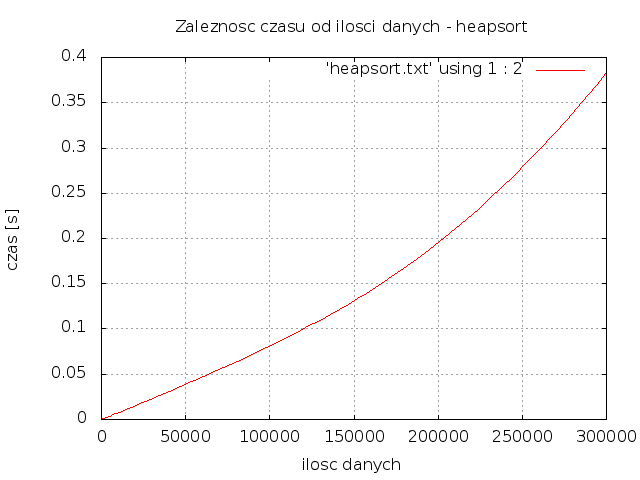 Zaleznosc czasu od ilosci danych - heapsort
'heapsort.txt' using 1 : 2
0.4
0.35
0.3
0.25
0.2
0.15
0.1
0.05
0
czas [s]
0 50000 100000 150000 200000 250000 300000
ilosc danych